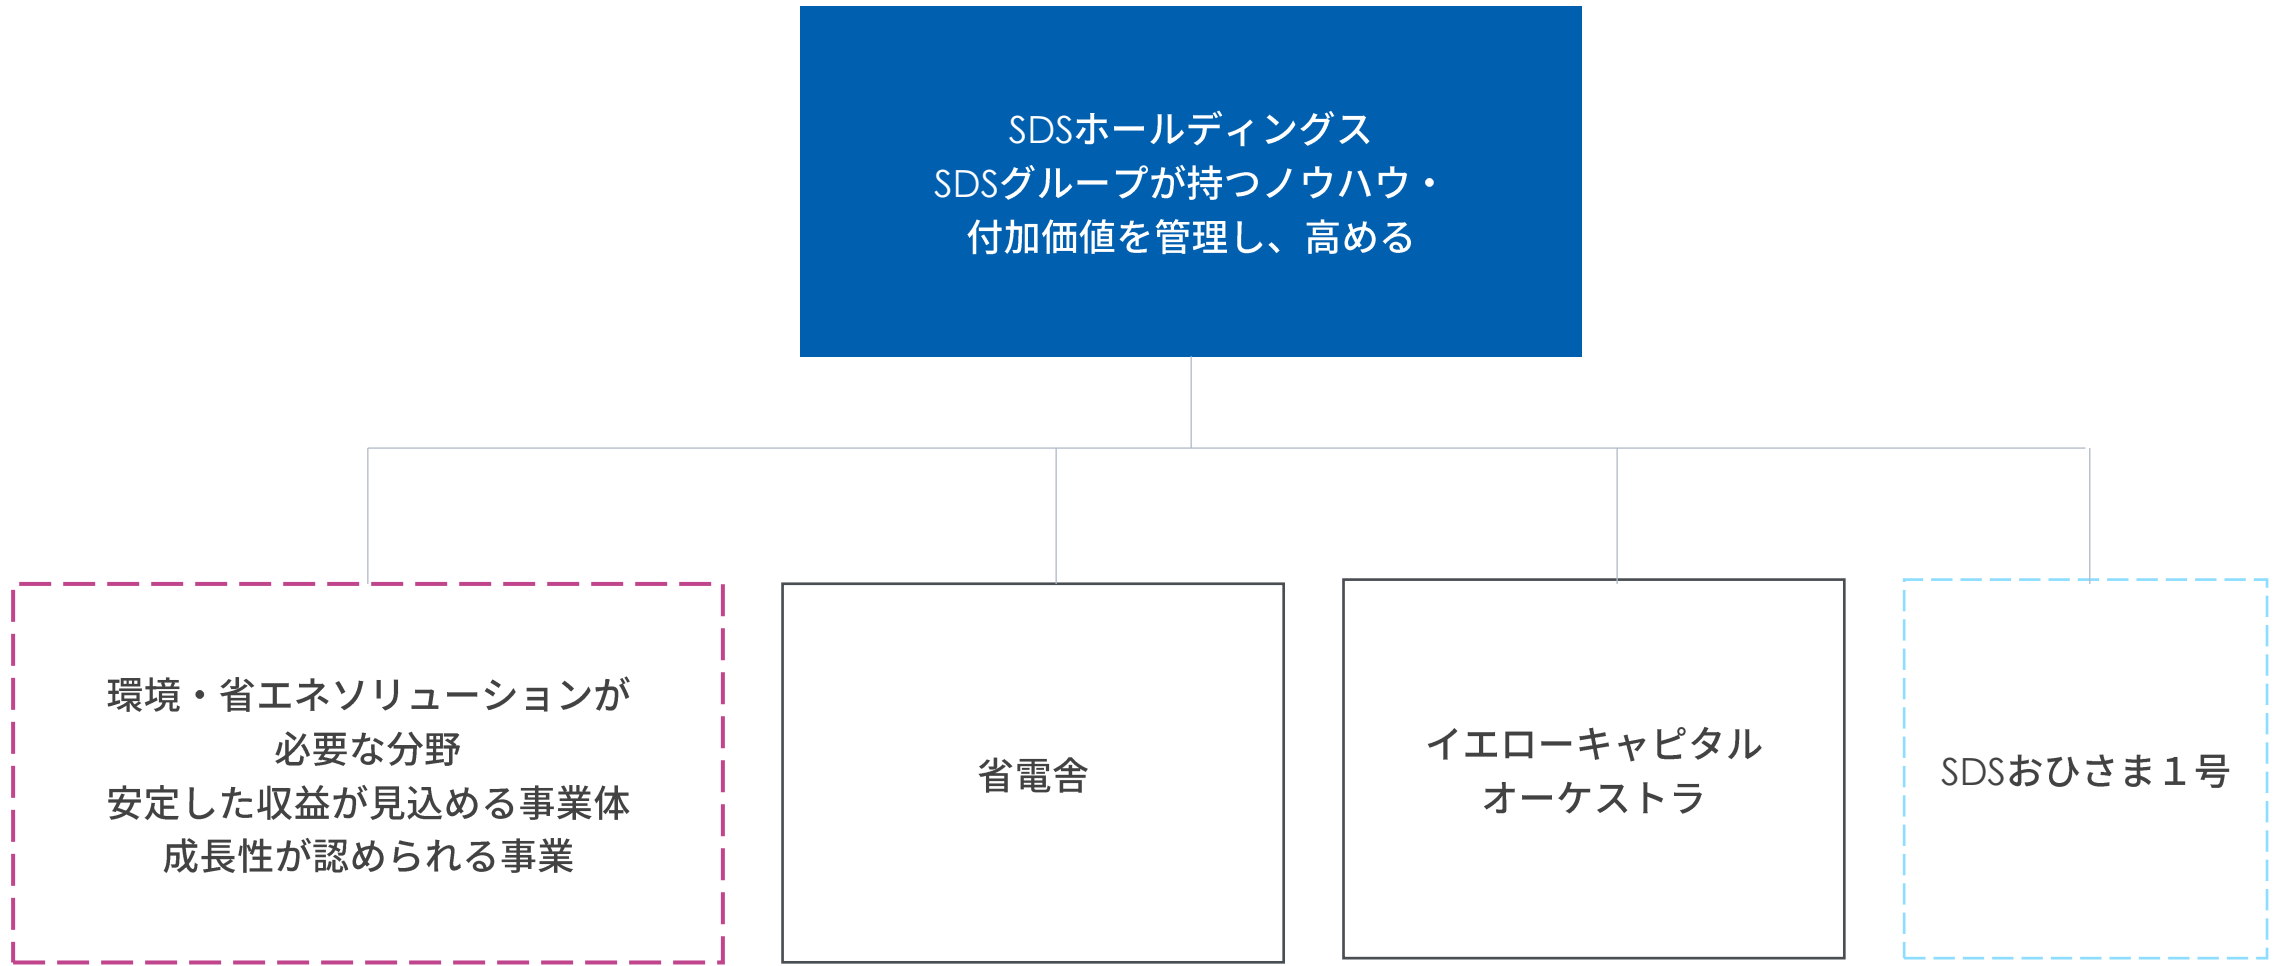 SDSホールディングス
SDSグループが持つノウハウ・
付加価値を管理し、高める
環境・省エネソリューションが
必要な分野
安定した収益が見込める事業体
成長性が認められる事業
省電舎
イエローキャピタル
オーケストラ
SDSおひさま１号